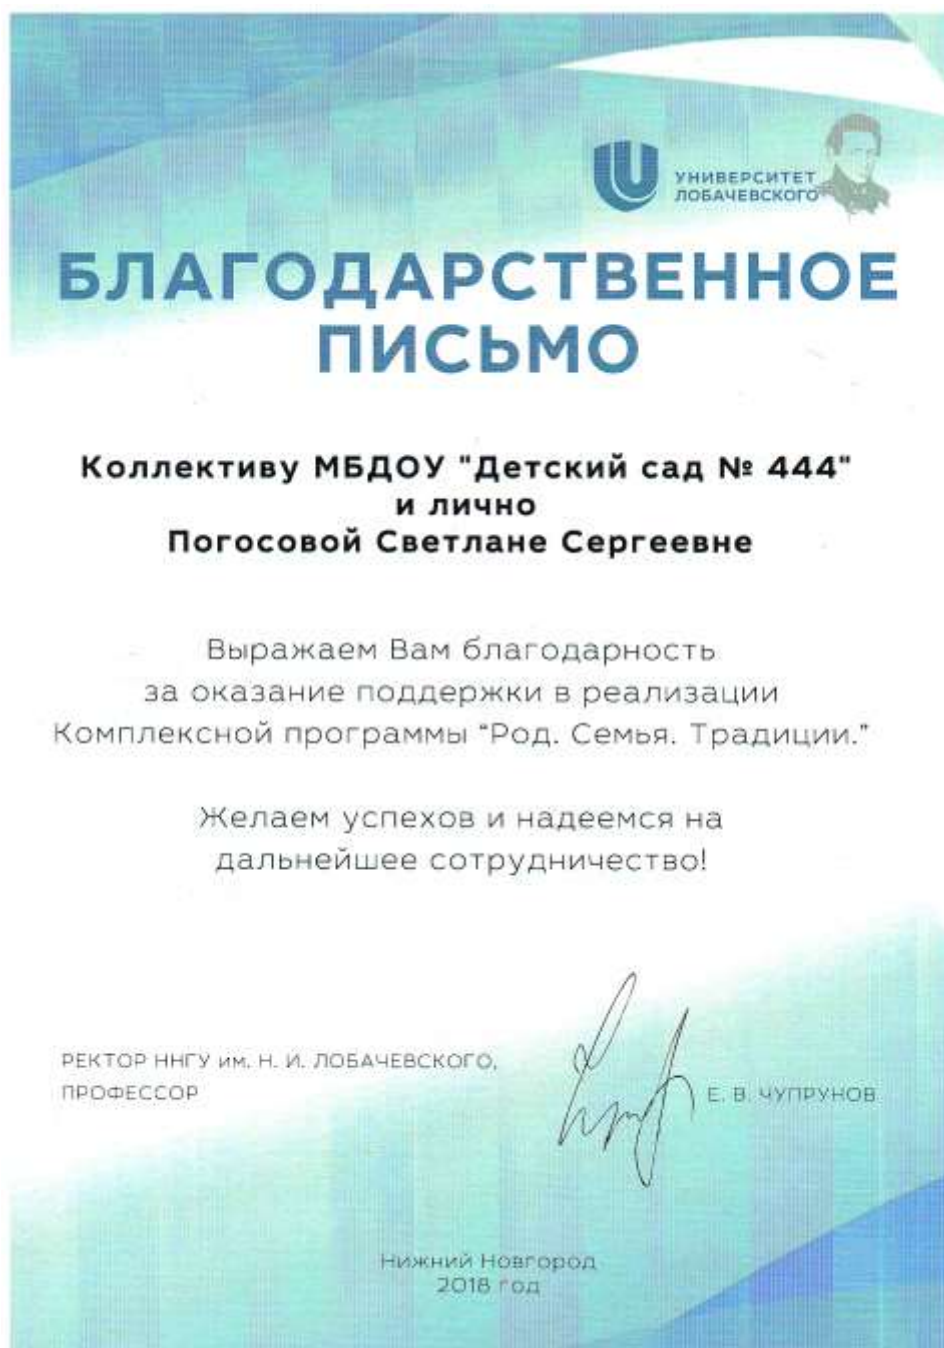 УНИВЕРСИТЕТ
ЛОБАЧЕВСКОГО
БЛАГОДАРСТВЕННОЕ
ПИСЬМО
Коллективу МБДОУ "Детский сад № 444"
и лично
Погосовой Светлане Сергеевне
Выражаем Вам благодарность
за оказание поддержки в реализации
Комплексной программы “Род. Семья. Традиции.”
Желаем успехов и надеемся на
дальнейшее сотрудничество!
РЕКТОР ННГУ им. Н. И. ЛОБАЧЕВСКОГО,
ПРОФЕССОР
Е. В. ЧУПРУНОВ
Нижний Новгород
2018 год